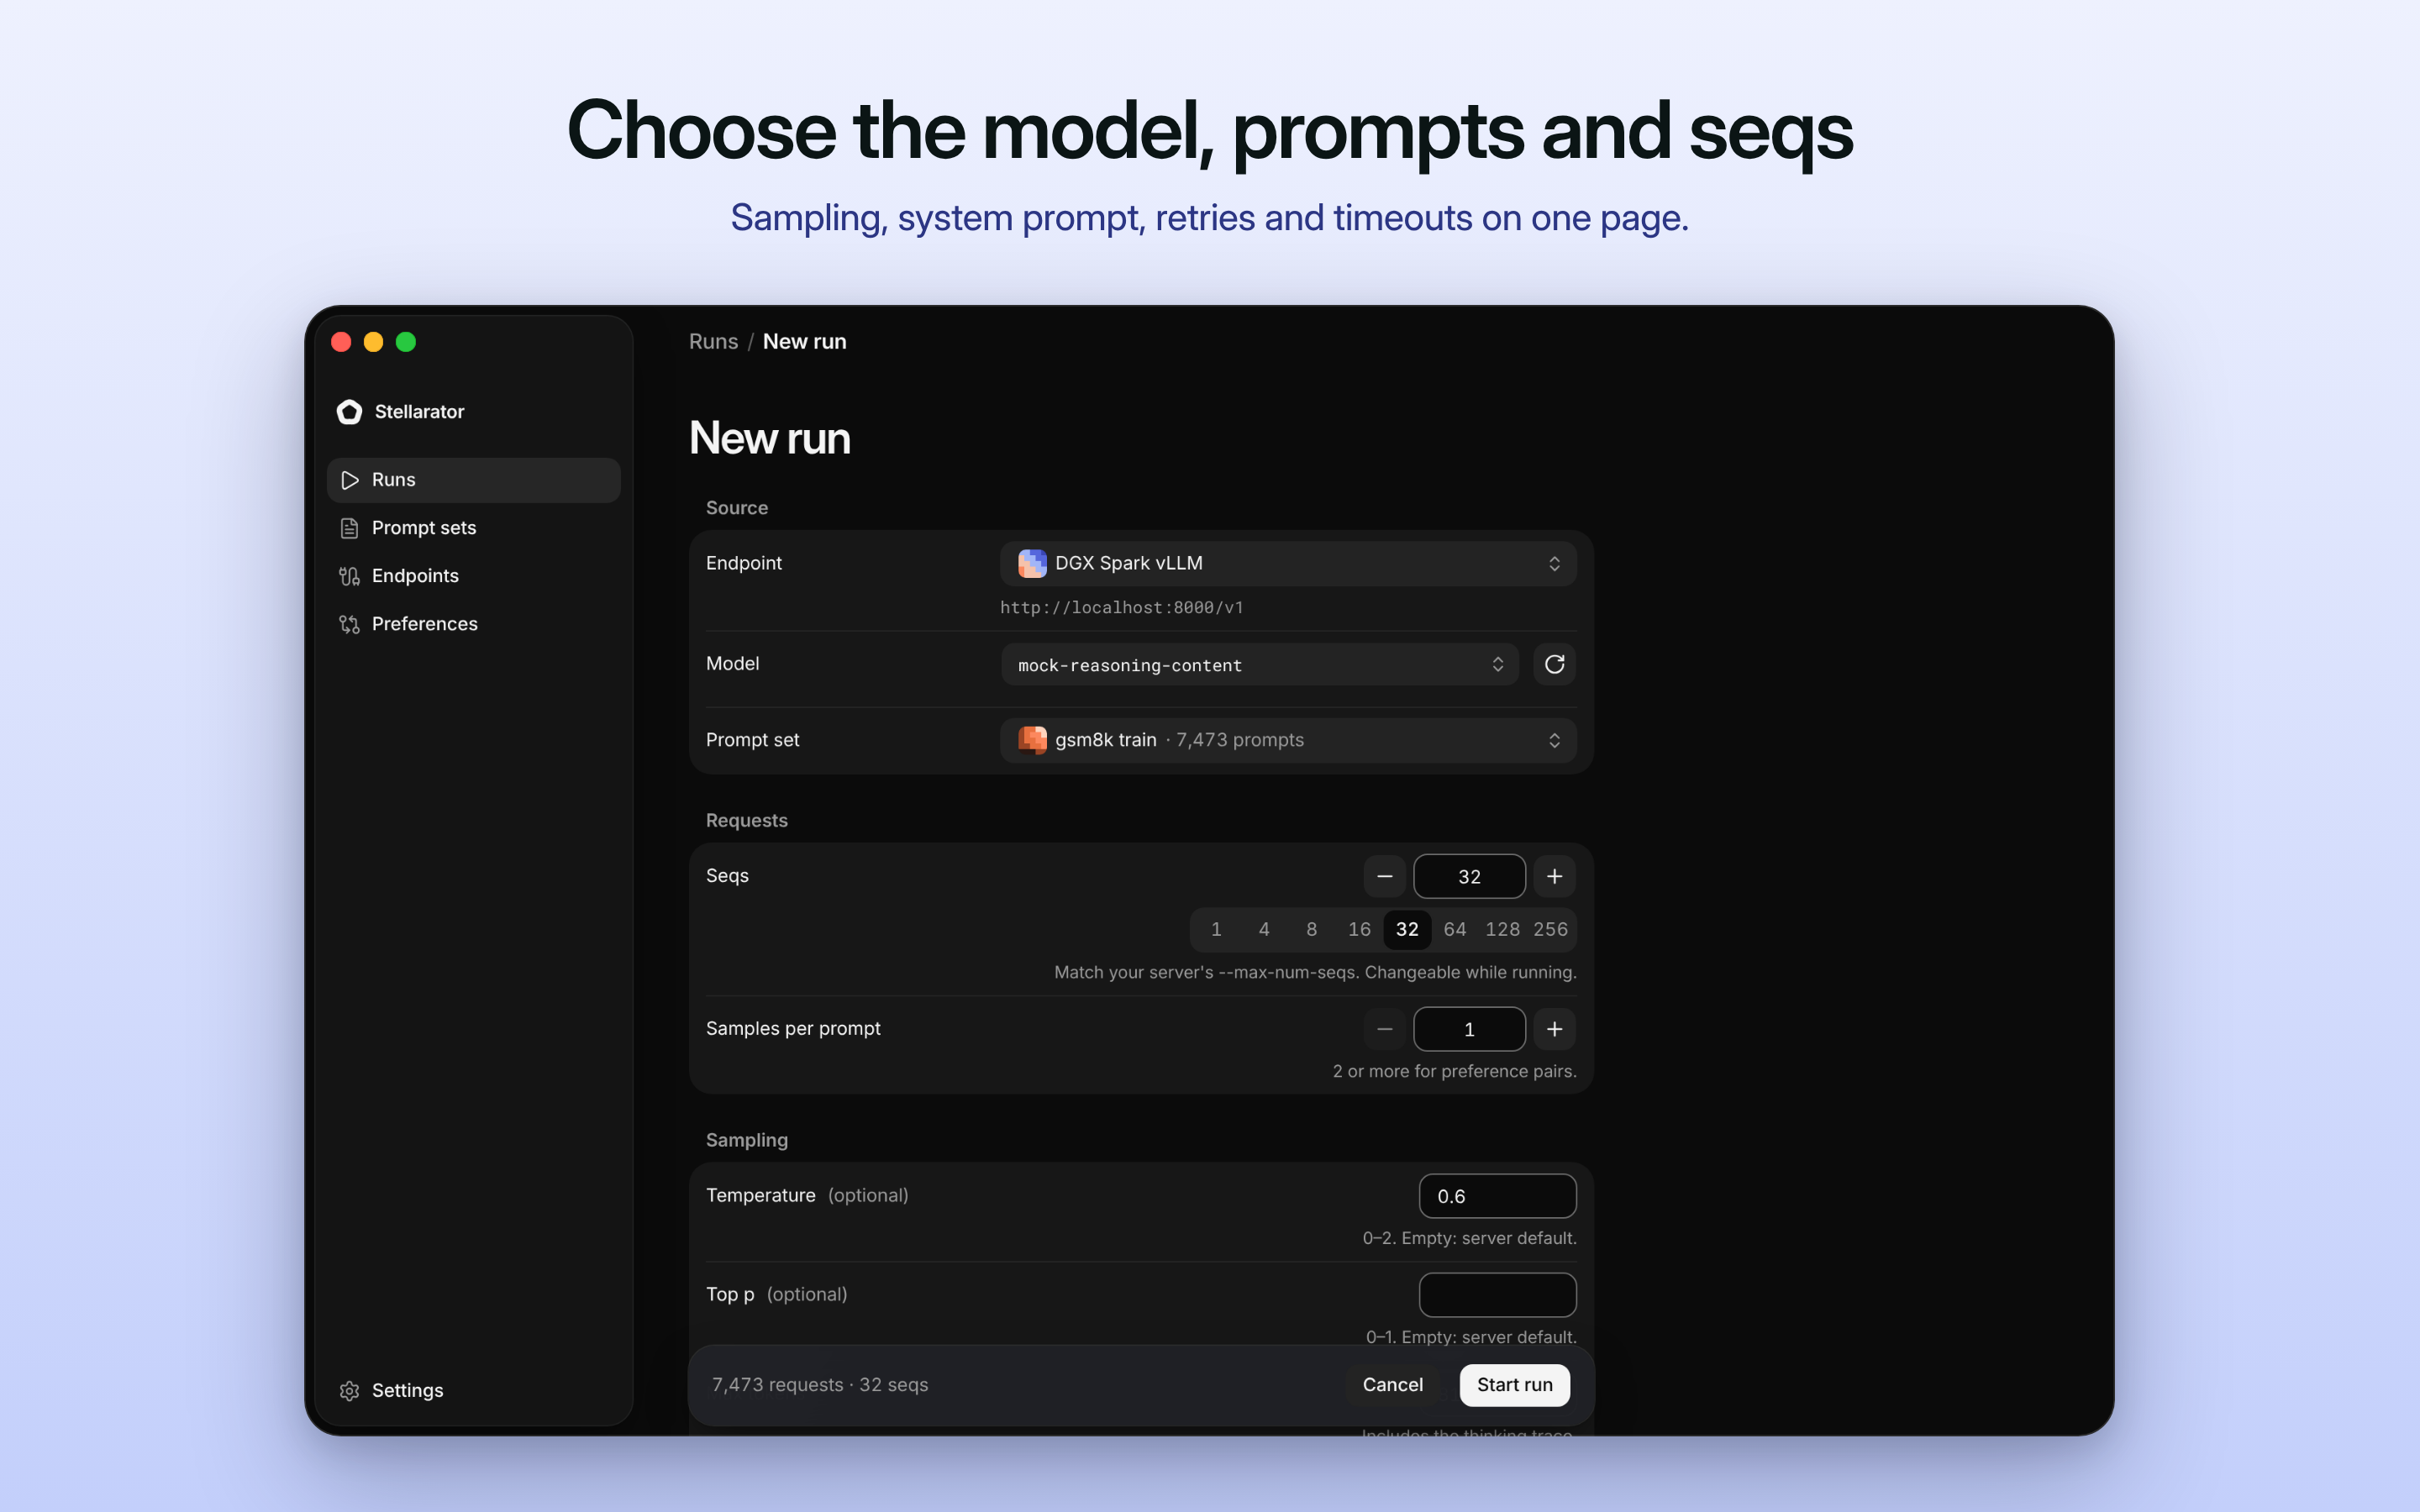 Choose the model, prompts and seqs
Sampling, system prompt, retries and timeouts on one page.
Stellarator
Runs
Prompt sets
Endpoints
Preferences
Settings
Runs / New run
New run
Source
Endpoint
DGX Spark vLLM
http://localhost:8000/v1
Model
mock-reasoning-content
Prompt set
gsm8k train · 7,473 prompts
Requests
Seqs
32
1 4 8 16 32 64 128 256
Match your server's --max-num-seqs. Changeable while running.
Samples per prompt
1
2 or more for preference pairs.
Sampling
Temperature (optional)
0.6
0–2. Empty: server default.
Top p (optional)
0–1. Empty: server default.
7,473 requests · 32 seqs
Cancel
Start run
Includes the thinking trace.